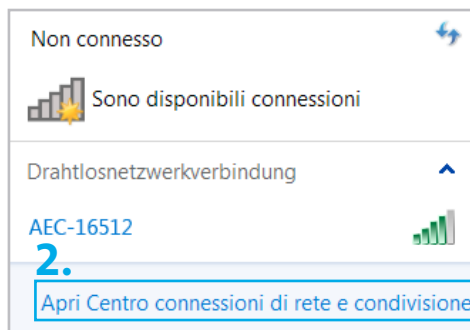 Non connesso
Sono disponibili connessioni
Drahtlosnetzwerkverbindung
AEC-16512
2.
Apri Centro connessioni di rete e condivisione